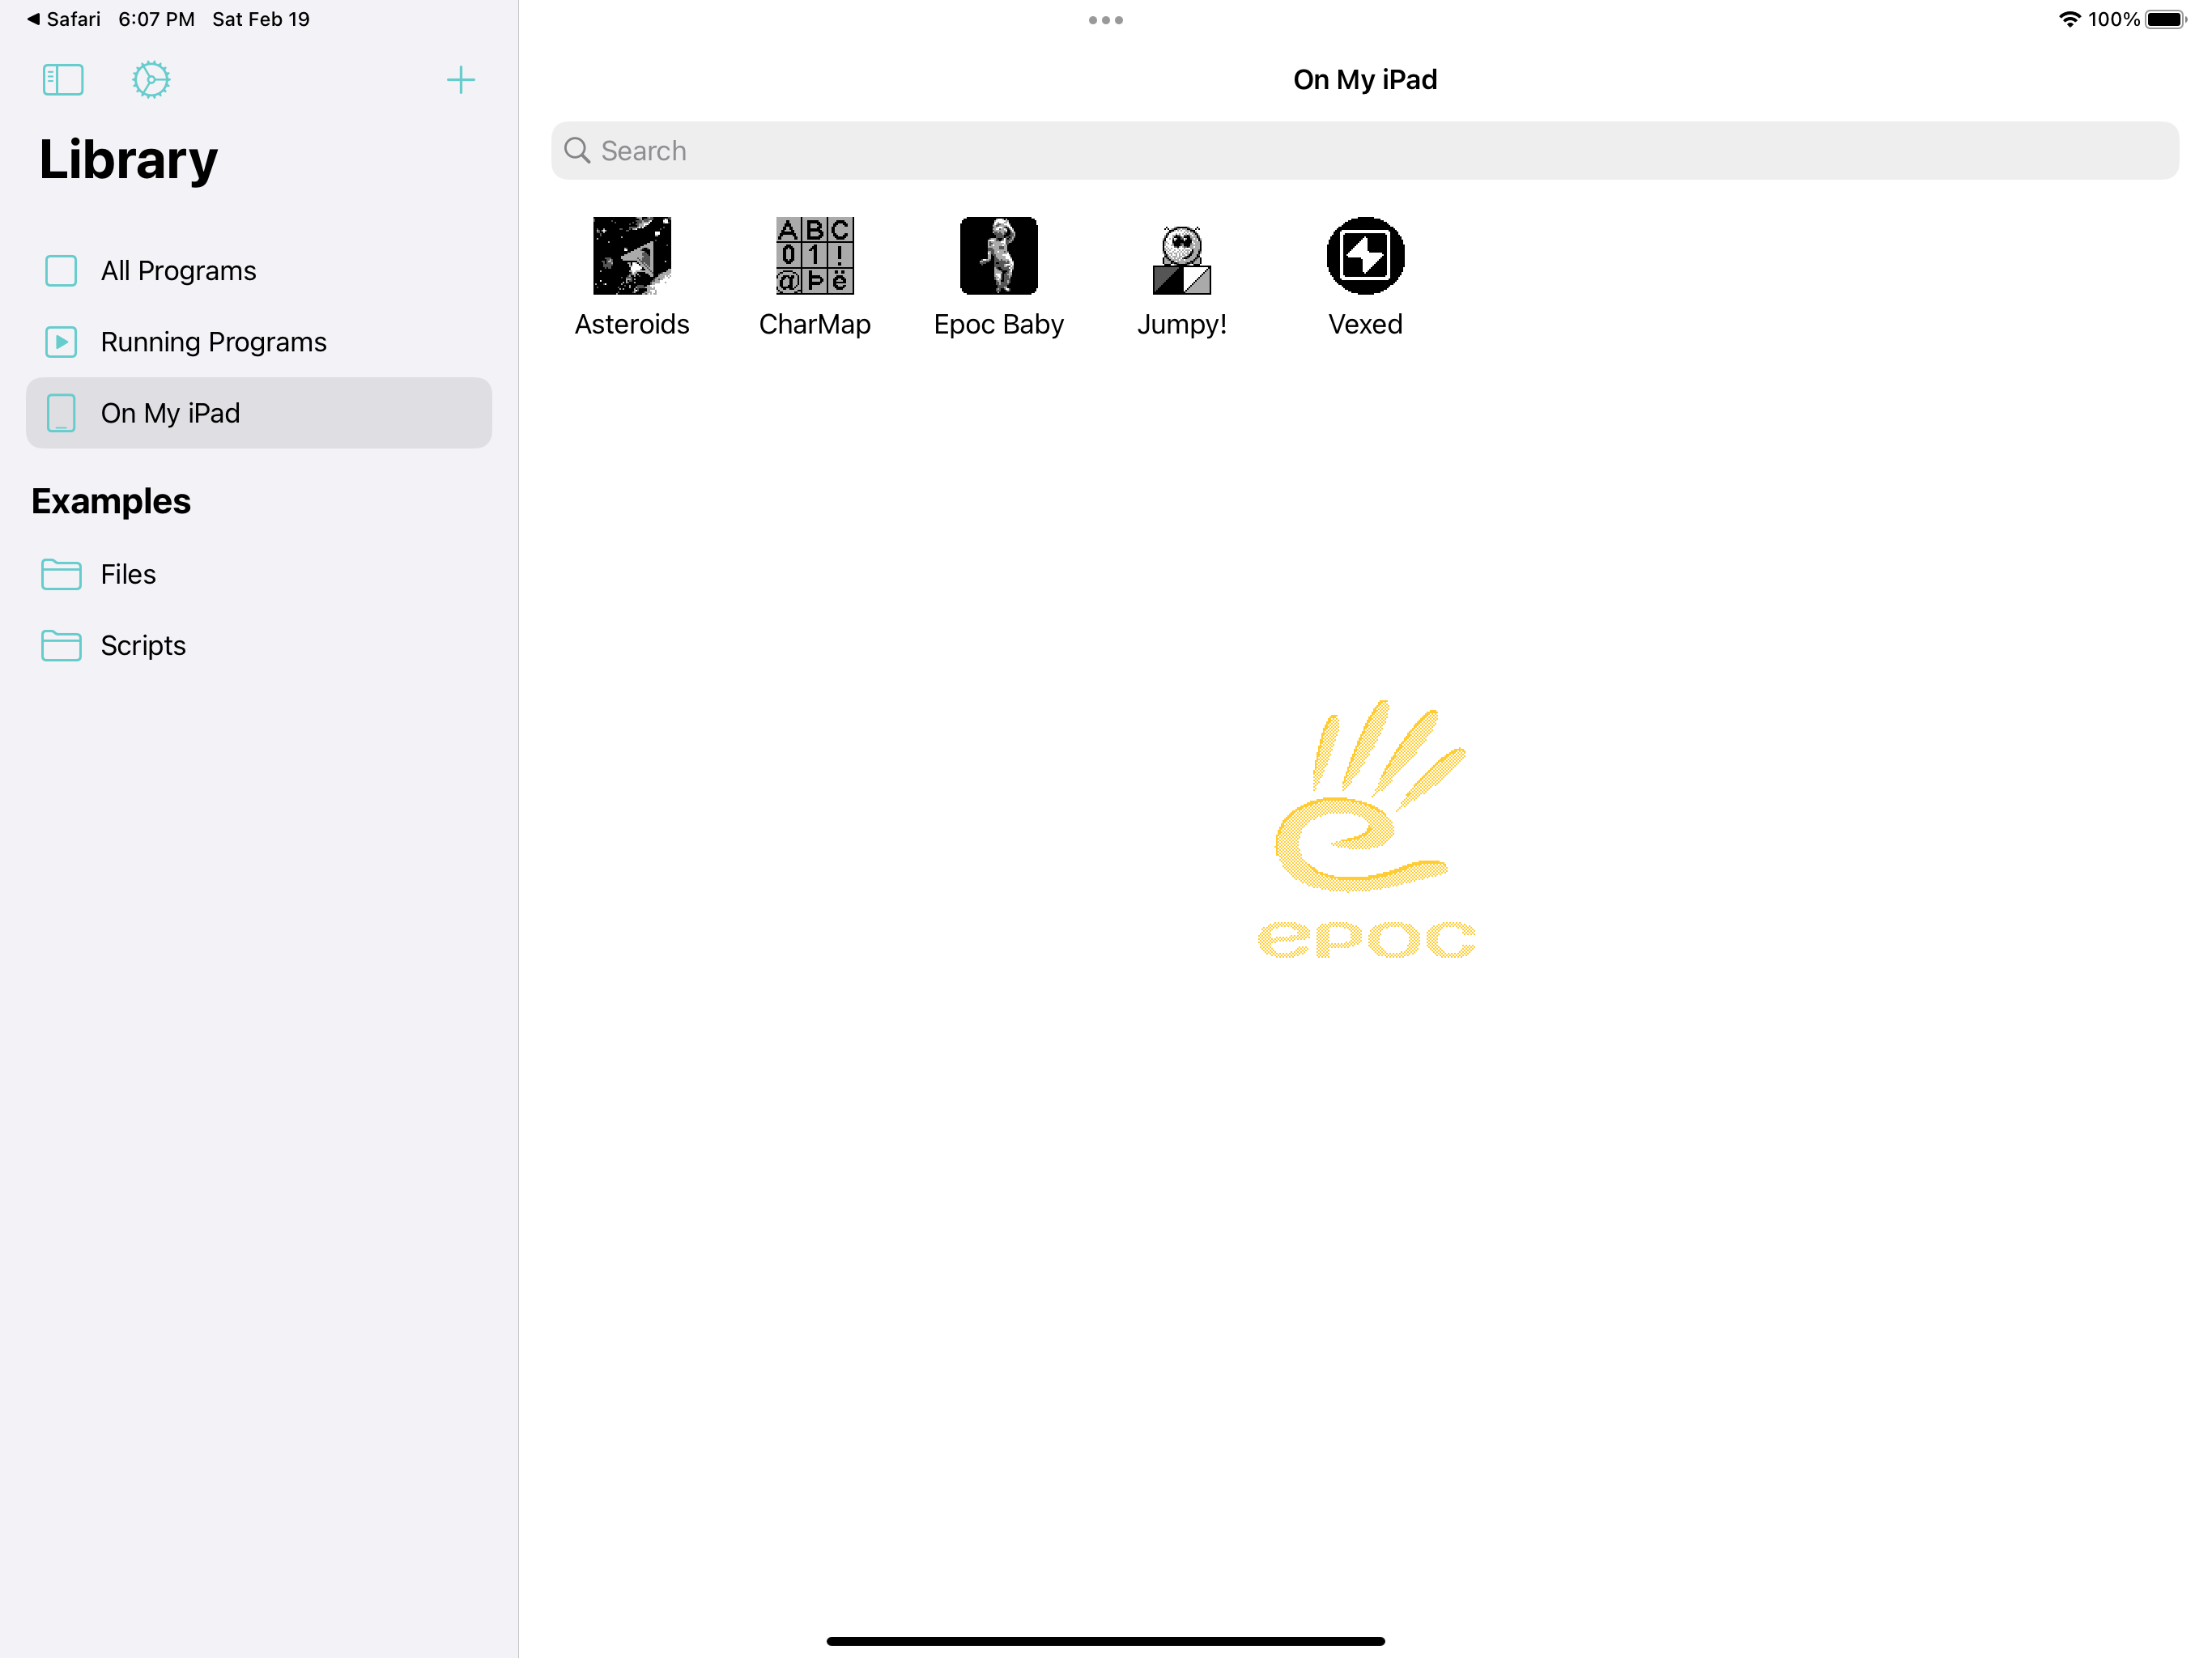 Safari 6:07 PM Sat Feb 19
100%
Library
All Programs
Running Programs
On My iPad
Examples
Files
Scripts
On My iPad
Search
A B C
0 1 !
@ Þ ë
Asteroids CharMap Epoc Baby Jumpy! Vexed
epoc